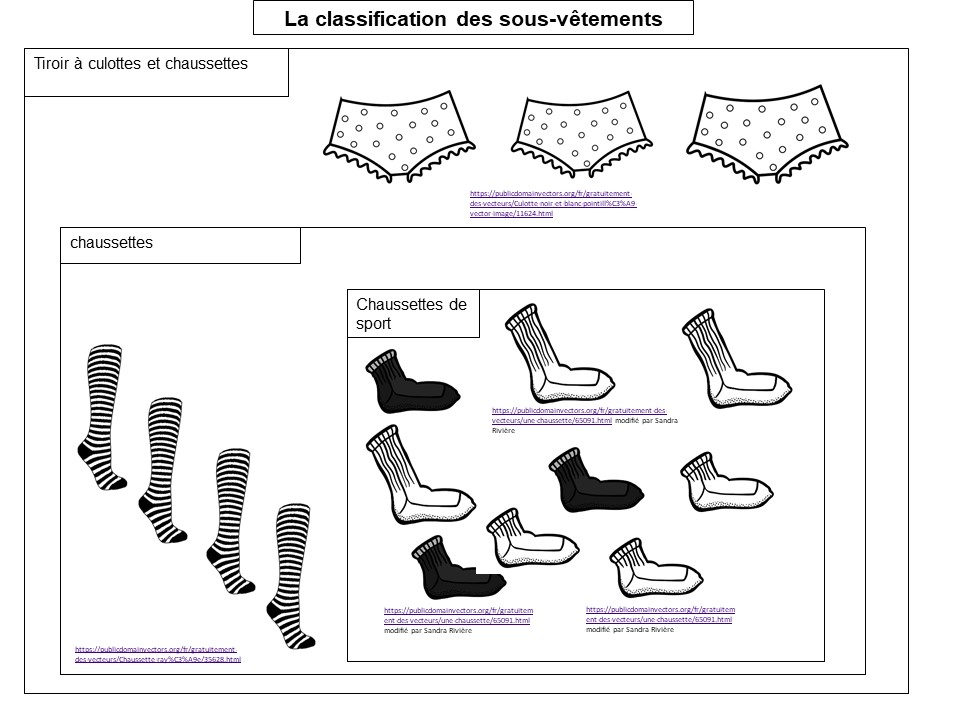 La classification des sous-vêtements
Tiroir à culottes et chaussettes
https://publicdomainvectors.org/fr/gratuitement
des vecteurs/Culotte noir et blanc pointill%C3%A9
vector image/11624.html
chaussettes
Chaussettes de
sport
https://publicdomainvectors.org/fr/gratuitement des
vecteurs/une chaussette/65091.html modifié par Sandra
Rivière
https://publicdomainvectors.org/fr/gratuitem
ent des vecteurs/une chaussette/65091.html
modifié par Sandra Rivière
https://publicdomainvectors.org/fr/gratuitem
ent des vecteurs/une chaussette/65091.html
modifié par Sandra Rivière
https://publicdomainvectors.org/fr/gratuitement
des vecteurs/Chaussette ray%C3%A9e/35628.html